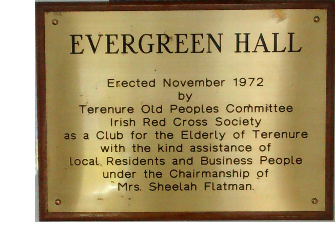 EVERGREEN HALL
Erected November 1972
by
Terenure Old Peoples Committee
Irish Red Cross Society
as a Club for the Elderly of Terenure
with the kind assistance of
local Residents and Business People
under the Chairmanship of
Mrs. Sheelah Flatman.